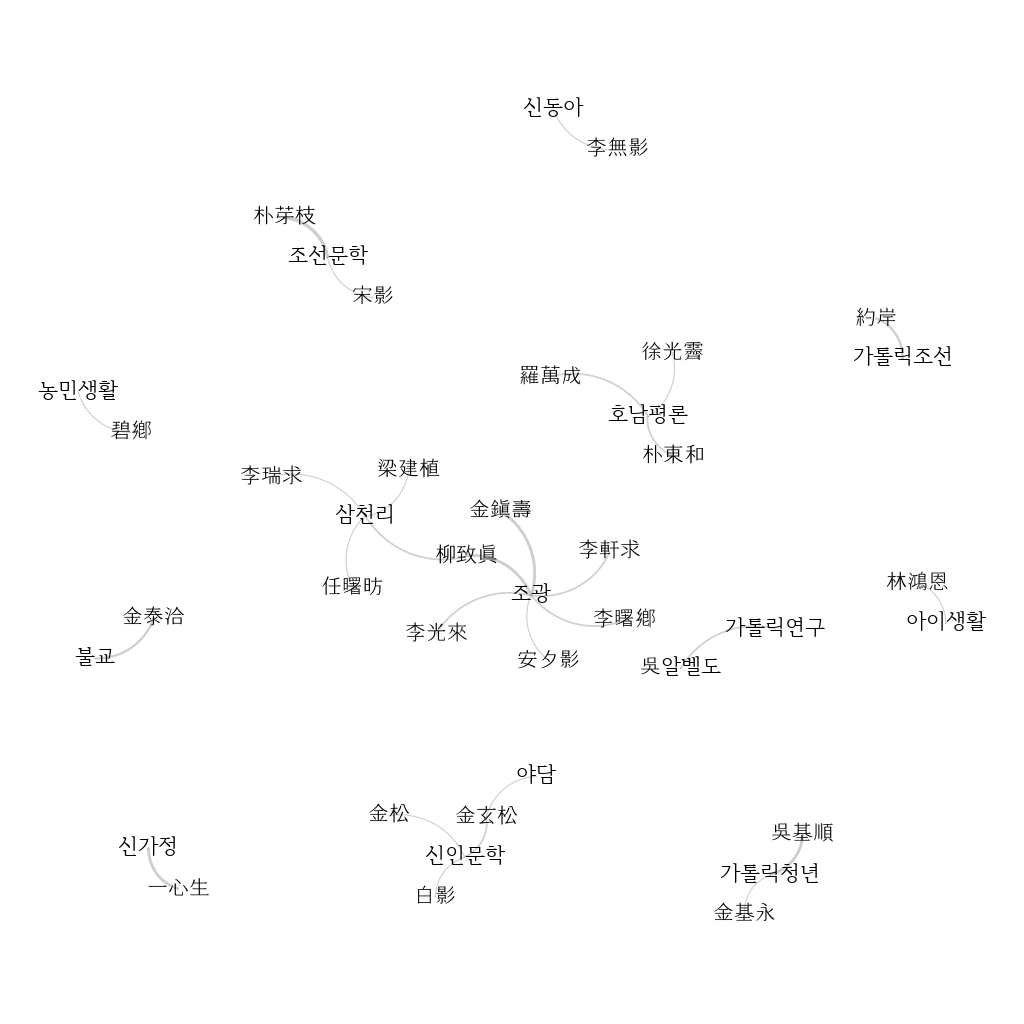 신동아
李無影
朴芽枝
조선문학
宋影
約岸
가톨릭조선
徐光霽
羅萬成
호남평론
朴東和
농민생활
碧鄕
李瑞求
梁建植
삼천리
金鎭壽
柳致眞
李軒求
任曙昉
조광
林鴻恩
아이생활
金泰洽
불교
李光來
李曙鄕
安夕影
가톨릭연구
吳알벨도
야담
金松
金玄松
신인문학
白影
신가정
一心生
吳基順
가톨릭청년
金基永